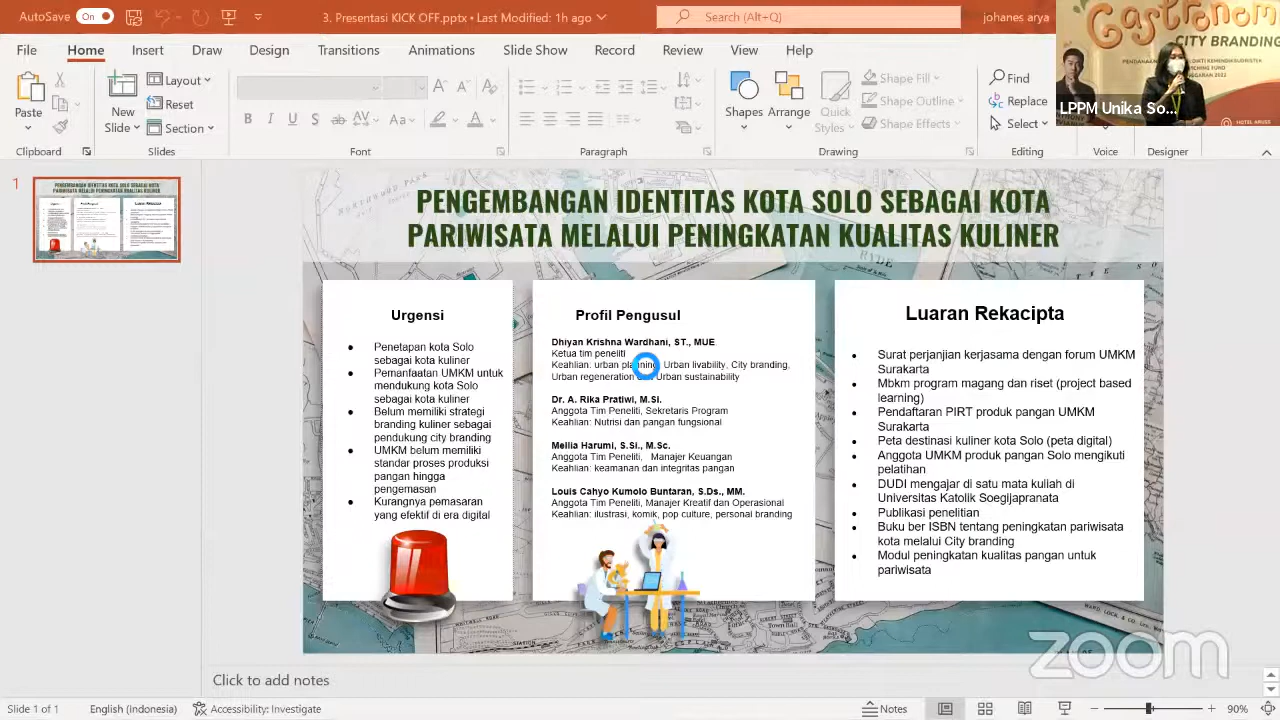 AutoSave On 3. Presentasi KICK OFF.pptx • Last Modified: 1h ago Search (Alt+Q) johanes arya
File Home Insert Draw Design Transitions Animations Slide Show Record Review View Help
Paste
New
Slide
Layout
Reset
Section
Shapes Arrange Quick
Styles
Shape Fill
Shape Outline
Shape Effects
Find
Replace
Select
Clipboard Slides Font Paragraph Drawing Editing Voice Designer
Gastronom
CITY BRANDING
LPPM Unika So...
1
PENGEMBANGAN IDENTITAS KOTA SOLO SEBAGAI KOTA
PARIWISATA MELALUI PENINGKATAN KUALITAS KULINER
Urgensi
• Penetapan kota Solo
sebagai kota kuliner
• Pemanfaatan UMKM untuk
mendukung kota Solo
sebagai kota kuliner
• Belum memiliki strategi
branding kuliner sebagai
pendukung city branding
• UMKM belum memiliki
standar proses produksi
pangan hingga
pengemasan
• Kurangnya pemasaran
yang efektif di era digital
Profil Pengusul
Dhiyan Krishna Wardhani, ST., MUE
Ketua tim peneliti
Keahlian. urban planning, Urban livability, City branding,
Urban regeneration Urban sustainability
Dr. A. Rika Pratiwi, M.Si.
Anggota Tim Peneliti, Sekretaris Program
Keahlian: Nutrisi dan pangan fungsional
Mellia Harumi, S.Si., M.Sc.
Anggota Tim Peneliti, Manajer Keuangan
Keahlian: keamanan dan integritas pangan
Louis Cahyo Kumolo Buntaran, S.Ds., MM.
Anggota Tim Peneliti, Manajer Kreatif dan Operasional
Keahlian: ilustrasi, komik, pop culture, personal branding
Luaran Rekacipta
• Surat perjanjian kerjasama dengan forum UMKM
Surakarta
• Mbkm program magang dan riset (project based
learning)
• Pendaftaran PIRT produk pangan UMKM
Surakarta
• Peta destinasi kuliner kota Solo (peta digital)
• Anggota UMKM produk pangan Solo mengikuti
pelatihan
• DUDI mengajar di satu mata kuliah di
Universitas Katolik Soegijapranata
• Publikasi penelitian
• Buku ber ISBN tentang peningkatan pariwisata
kota melalui City branding
• Modul peningkatan kualitas pangan untuk
pariwisata
zoom
Click to add notes
Slide 1 of 1 English (Indonesia) Accessibility: Investigate Notes 90%